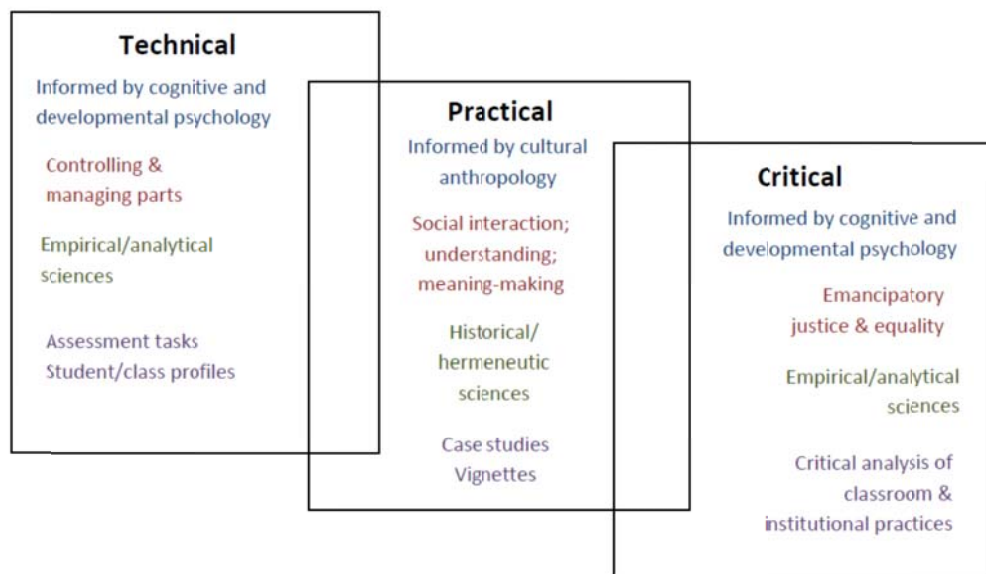 Technical
Informed by cognitive and
developmental psychology
Controlling &
managing parts
Empirical/analytical
sciences
Assessment tasks
Student/class profiles
Practical
Informed by cultural
anthropology
Social interaction;
understanding;
meaning-making
Historical/
hermeneutic
sciences
Case studies
Vignettes
Critical
Informed by cognitive and
developmental psychology
Emancipatory
justice & equality
Empirical/analytical
sciences
Critical analysis of
classroom &
institutional practices